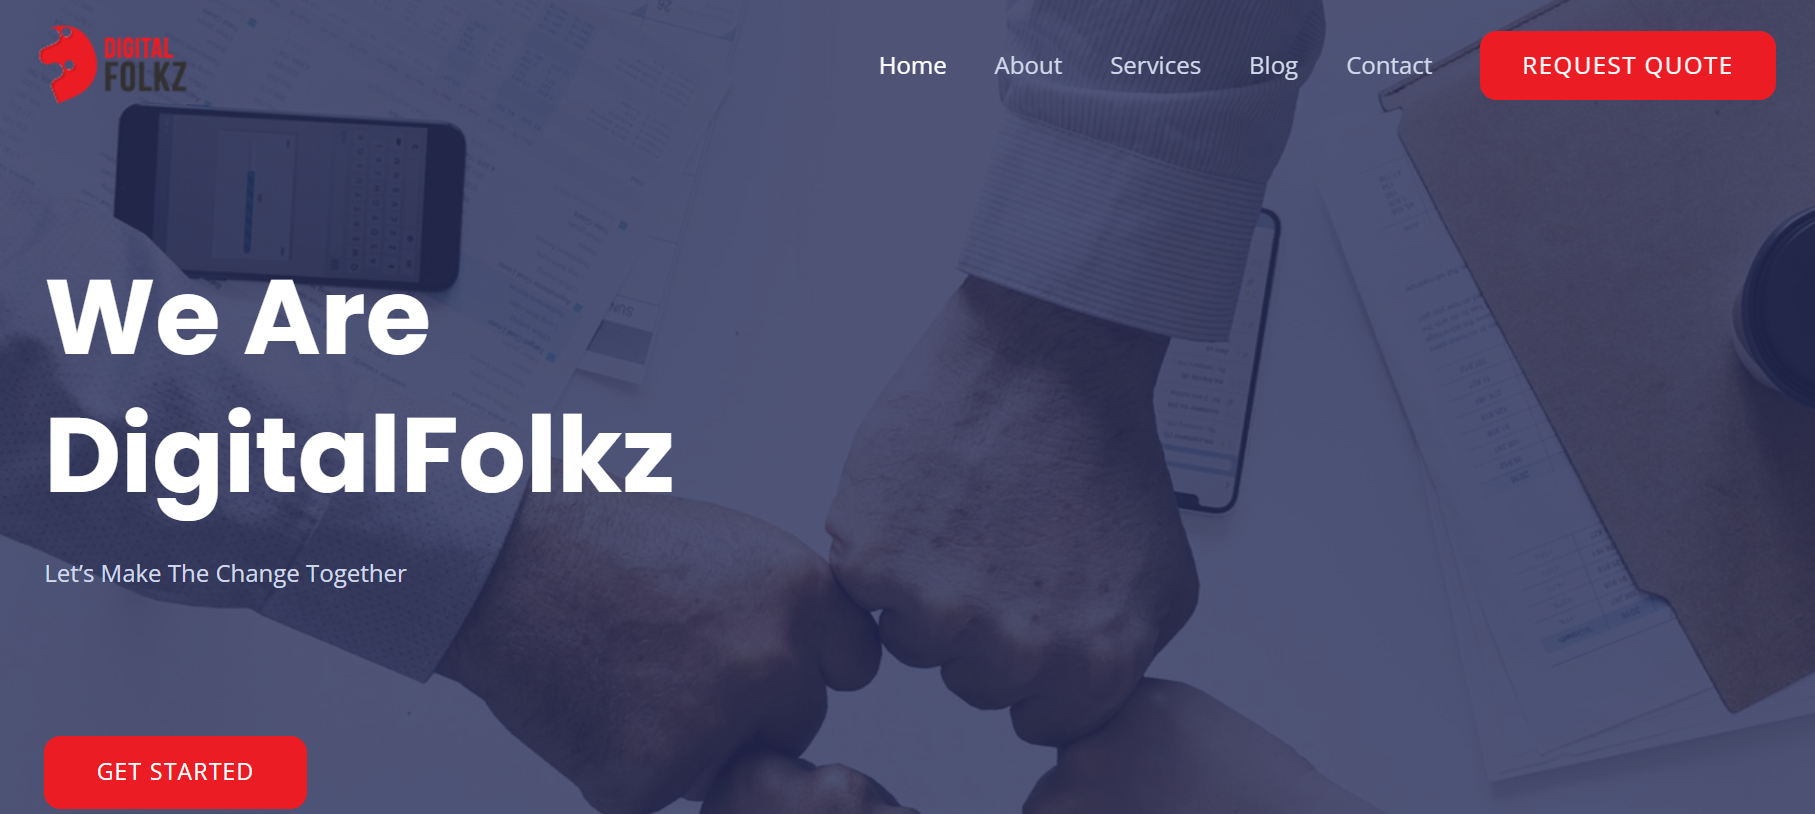 DIGITAL
FOLKZ
Home About Services Blog Contact REQUEST QUOTE
We Are
DigitalFolkz
Let’s Make The Change Together
GET STARTED
SUN